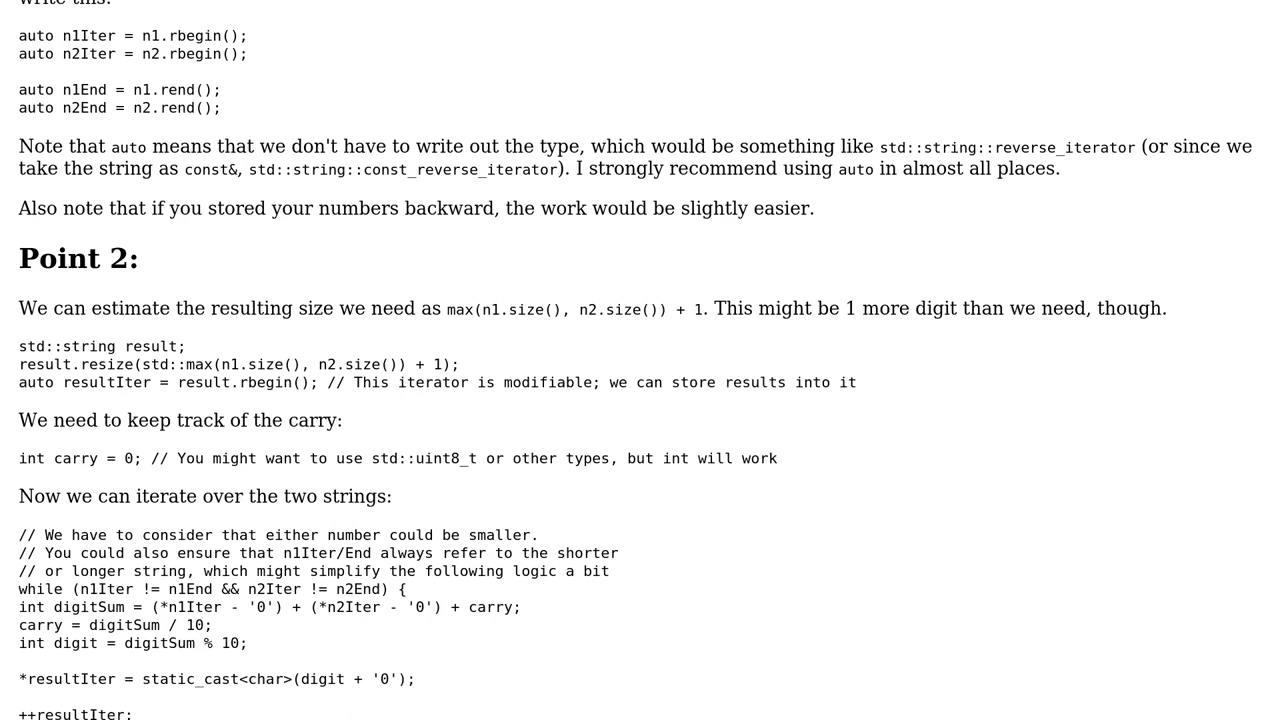 write this:
auto n1Iter = n1.rbegin();
auto n2Iter = n2.rbegin();
auto n1End = n1.rend();
auto n2End = n2.rend();
Note that auto means that we don't have to write out the type, which would be something like std::string::reverse_iterator (or since we
take the string as const&, std::string::const_reverse_iterator). I strongly recommend using auto in almost all places.
Also note that if you stored your numbers backward, the work would be slightly easier.
Point 2:
We can estimate the resulting size we need as max(n1.size(), n2.size()) + 1. This might be 1 more digit than we need, though.
std::string result;
result.resize(std::max(n1.size(), n2.size()) + 1);
auto resultIter = result.rbegin(); // This iterator is modifiable; we can store results into it
We need to keep track of the carry:
int carry = 0; // You might want to use std::uint8_t or other types, but int will work
Now we can iterate over the two strings:
// We have to consider that either number could be smaller.
// You could also ensure that n1Iter/End always refer to the shorter
// or longer string, which might simplify the following logic a bit
while (n1Iter != n1End && n2Iter != n2End) {
int digitSum = (*n1Iter - '0') + (*n2Iter - '0') + carry;
carry = digitSum / 10;
int digit = digitSum % 10;
*resultIter = static_cast<char>(digit + '0');
++resultIter;